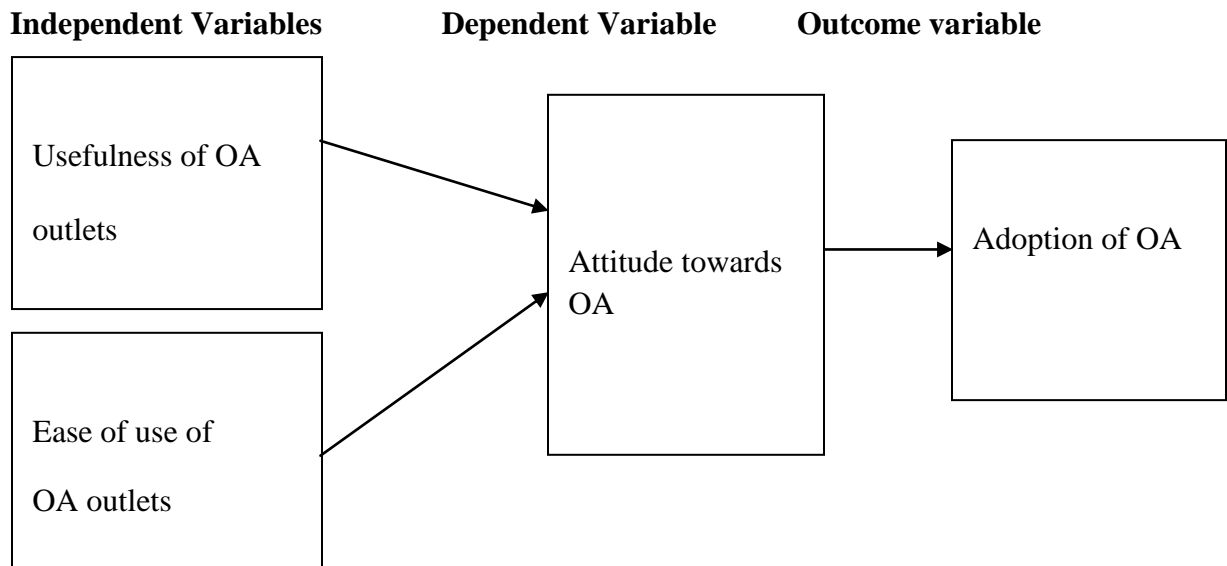 Independent Variables Dependent Variable Outcome variable
Usefulness of OA
outlets
Ease of use of
OA outlets
Attitude towards
OA
Adoption of OA